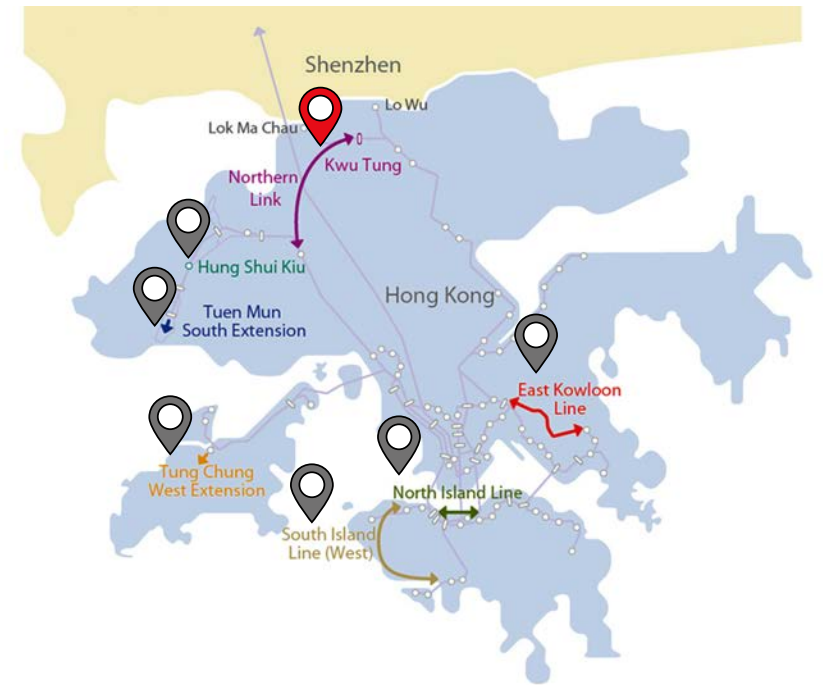 Shenzhen
Lo Wu
Lok Ma Chau
Kwu Tung
Northern
Link
Hung Shui Kiu
Hong Kong
Tuen Mun
South Extension
East Kowloon
Line
Tung Chung
West Extension
North Island Line
South Island
Line (West)